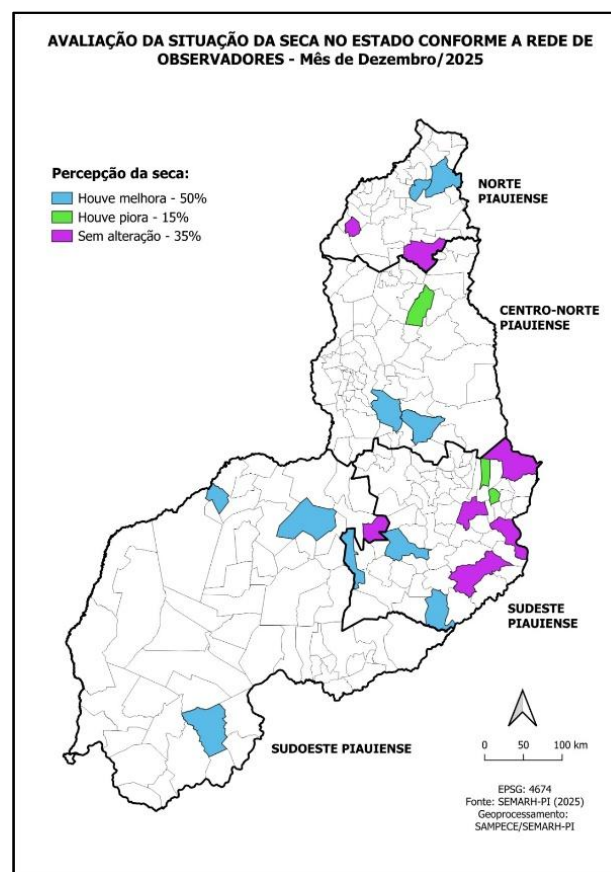 AVALIAÇÃO DA SITUAÇÃO DA SECA NO ESTADO CONFORME A REDE DE
OBSERVADORES - Mês de Dezembro/2025
Percepção da seca:
Houve melhora - 50%
Houve piora - 15%
Sem alteração - 35%
NORTE
PIAUIENSE
CENTRO-NORTE
PIAUIENSE
SUDESTE
PIAUIENSE
SUDOESTE PIAUIENSE
0 50 100 km
EPSG: 4674
Fonte: SEMARH-PI (2025)
Geoprocessamento:
SAMPECE/SEMARH-PI